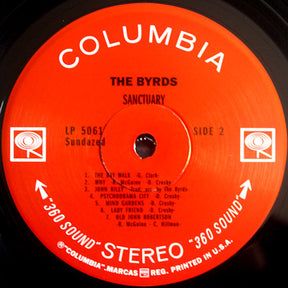 COLUMBIA
THE BYRDS
SANCTUARY
LP 5061
Sundazed
SIDE 2
1. THE DAY WALK -G. Clark
2. WHY -R. McGuinn -D. Crosby
3. JOHN RILEY -Trad. arr. by The Byrds
4. PSYCHODRAMA CITY -D. Crosby
5. MIND GARDENS -D. Crosby
6. LADY FRIEND -D. Crosby
7. OLD JOHN ROBERTSON
-R. McGuinn - C. Hillman
"360 SOUND" STEREO "360 SOUND"
® "COLUMBIA". MARCAS REG. PRINTED IN U.S.A.